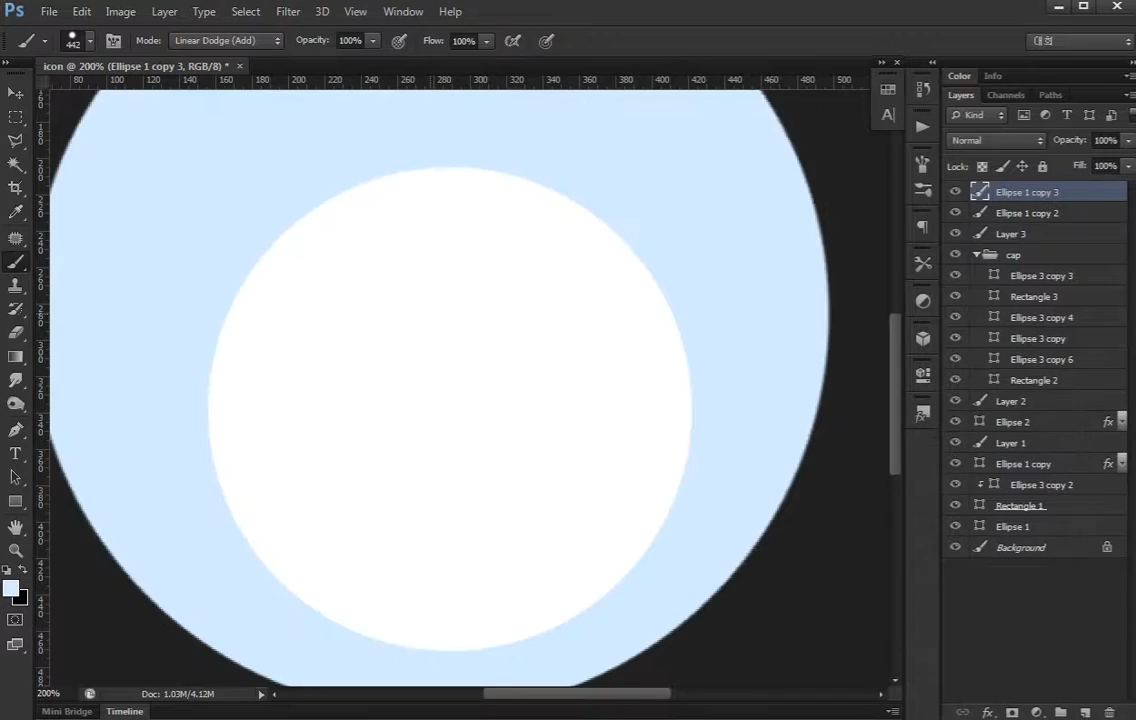 Ps File Edit Image Layer Type Select Filter 3D View Window Help
442 Mode: Linear Dodge (Add) Opacity: 100% Flow: 100%
icon @ 200% (Ellipse 1 copy 3, RGB/8) * ×
80 100 120 140 160 180 200 220 240 260 280 300 320 340 360 380 400 420 440 460 480 500
Color Info
Layers Channels Paths
Kind
Normal Opacity: 100%
Lock: Fill: 100%
Ellipse 1 copy 3
Ellipse 1 copy 2
Layer 3
cap
Ellipse 3 copy 3
Rectangle 3
Ellipse 3 copy 4
Ellipse 3 copy
Ellipse 3 copy 6
Rectangle 2
Layer 2
Ellipse 2 fx
Layer 1
Ellipse 1 copy fx
Ellipse 3 copy 2
Rectangle 1
Ellipse 1
Background
200% Doc: 1.03M/4.12M
Mini Bridge Timeline